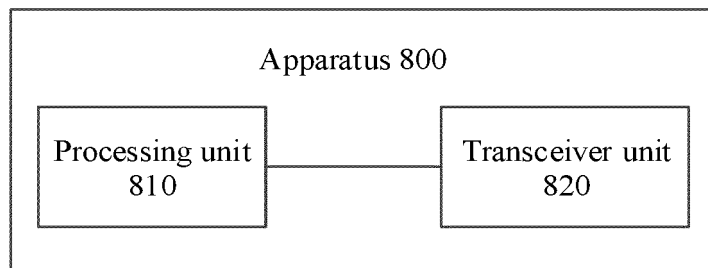 Apparatus 800
Processing unit
810
Transceiver unit
820